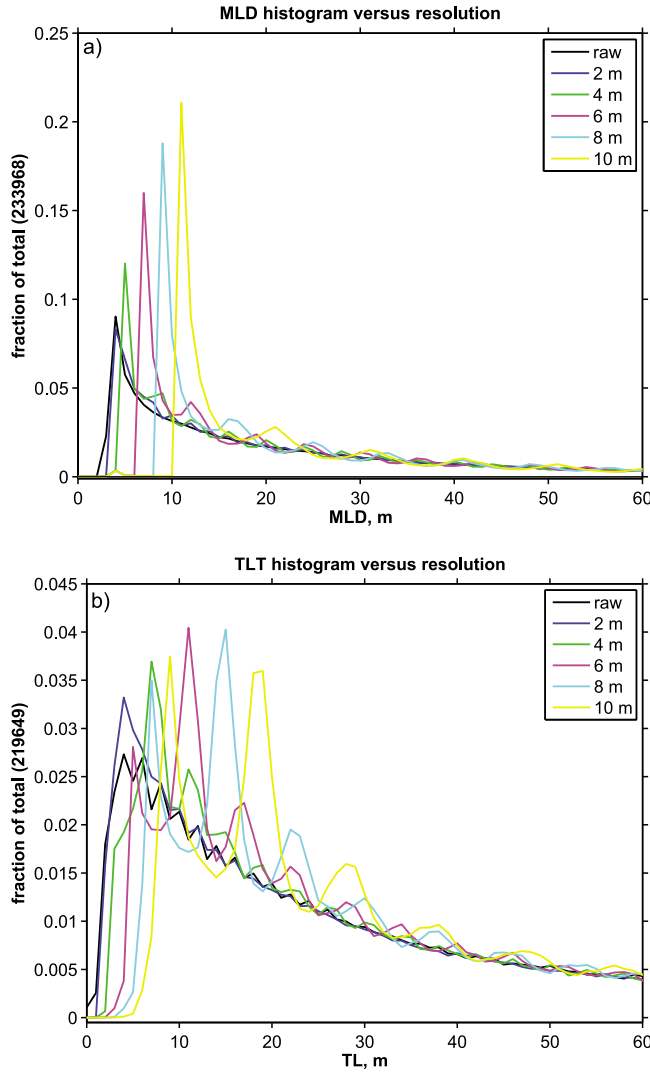 MLD histogram versus resolution
a)
raw
2 m
4 m
6 m
8 m
10 m
0.25
0.2
0.15
0.1
0.05
0
fraction of total (233968)
0 10 20 30 40 50 60
MLD, m
TLT histogram versus resolution
b)
raw
2 m
4 m
6 m
8 m
10 m
0.045
0.04
0.035
0.03
0.025
0.02
0.015
0.01
0.005
0
fraction of total (219649)
0 10 20 30 40 50 60
TL, m